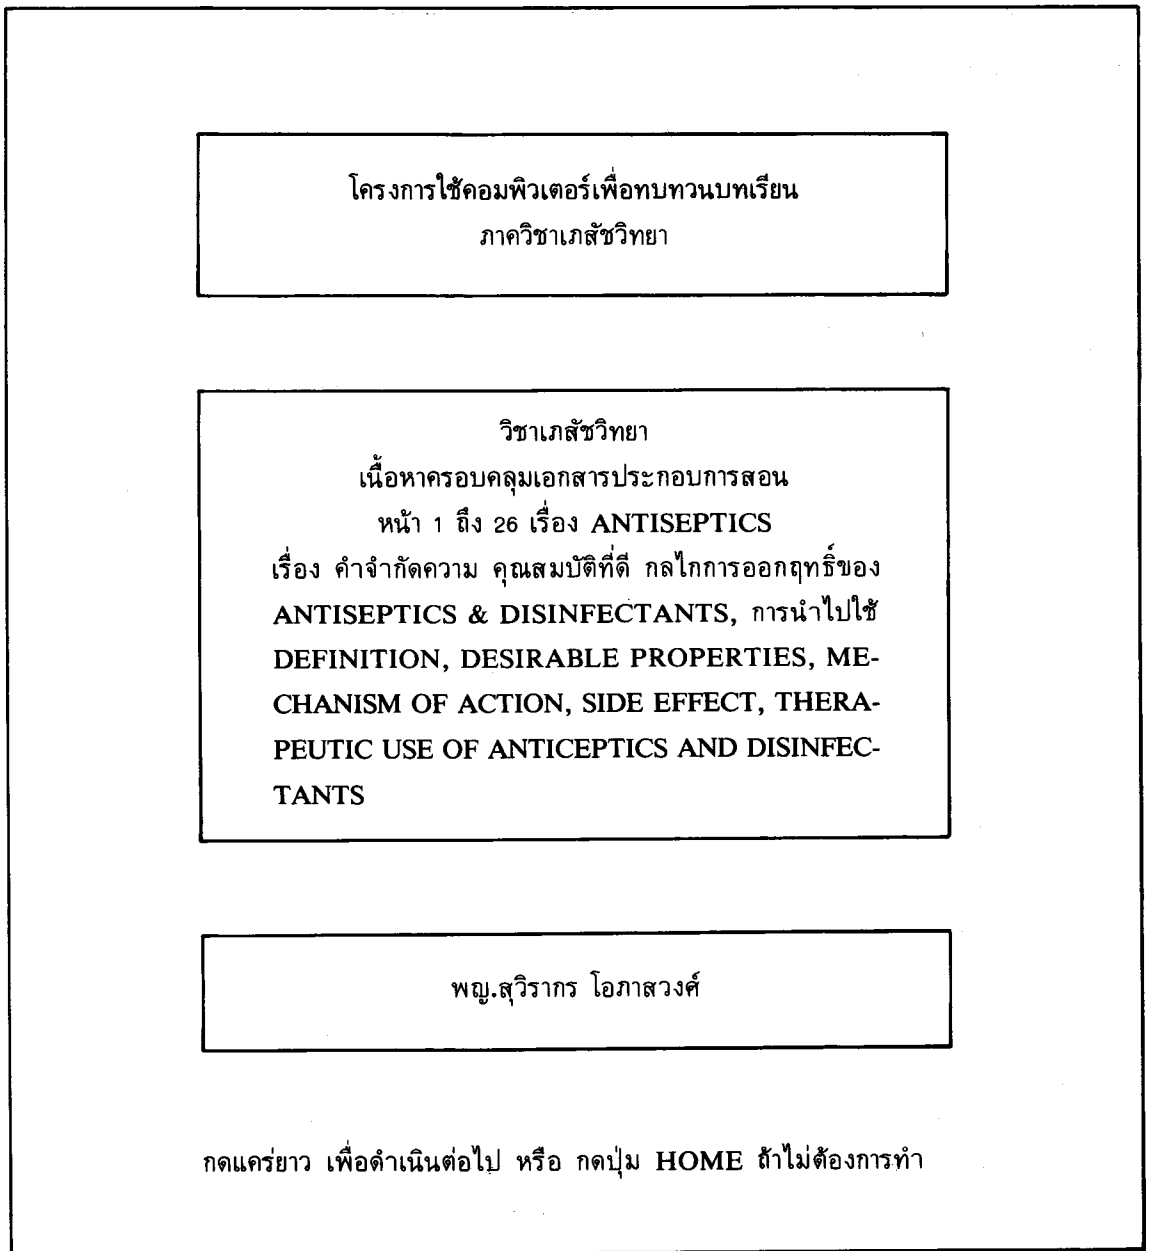 โครงการใช้คอมพิวเตอร์เพื่อทบทวนบทเรียน
ภาควิชาเภสัชวิทยา
วิชาเภสัชวิทยา
เนื้อหาครอบคลุมเอกสารประกอบการสอน
หน้า 1 ถึง 26 เรื่อง ANTISEPTICS
เรื่อง คำจำกัดความ คุณสมบัติที่ดี กลไกการออกฤทธิ์ของ
ANTISEPTICS & DISINFECTANTS, การนำไปใช้
DEFINITION, DESIRABLE PROPERTIES, ME-
CHANISM OF ACTION, SIDE EFFECT, THERA-
PEUTIC USE OF ANTICEPTICS AND DISINFEC-
TANTS
พญ.สุวิรากร โอภาสวงศ์
กดแคร่ยาว เพื่อดำเนินต่อไป หรือ กดปุ่ม HOME ถ้าไม่ต้องการทำ